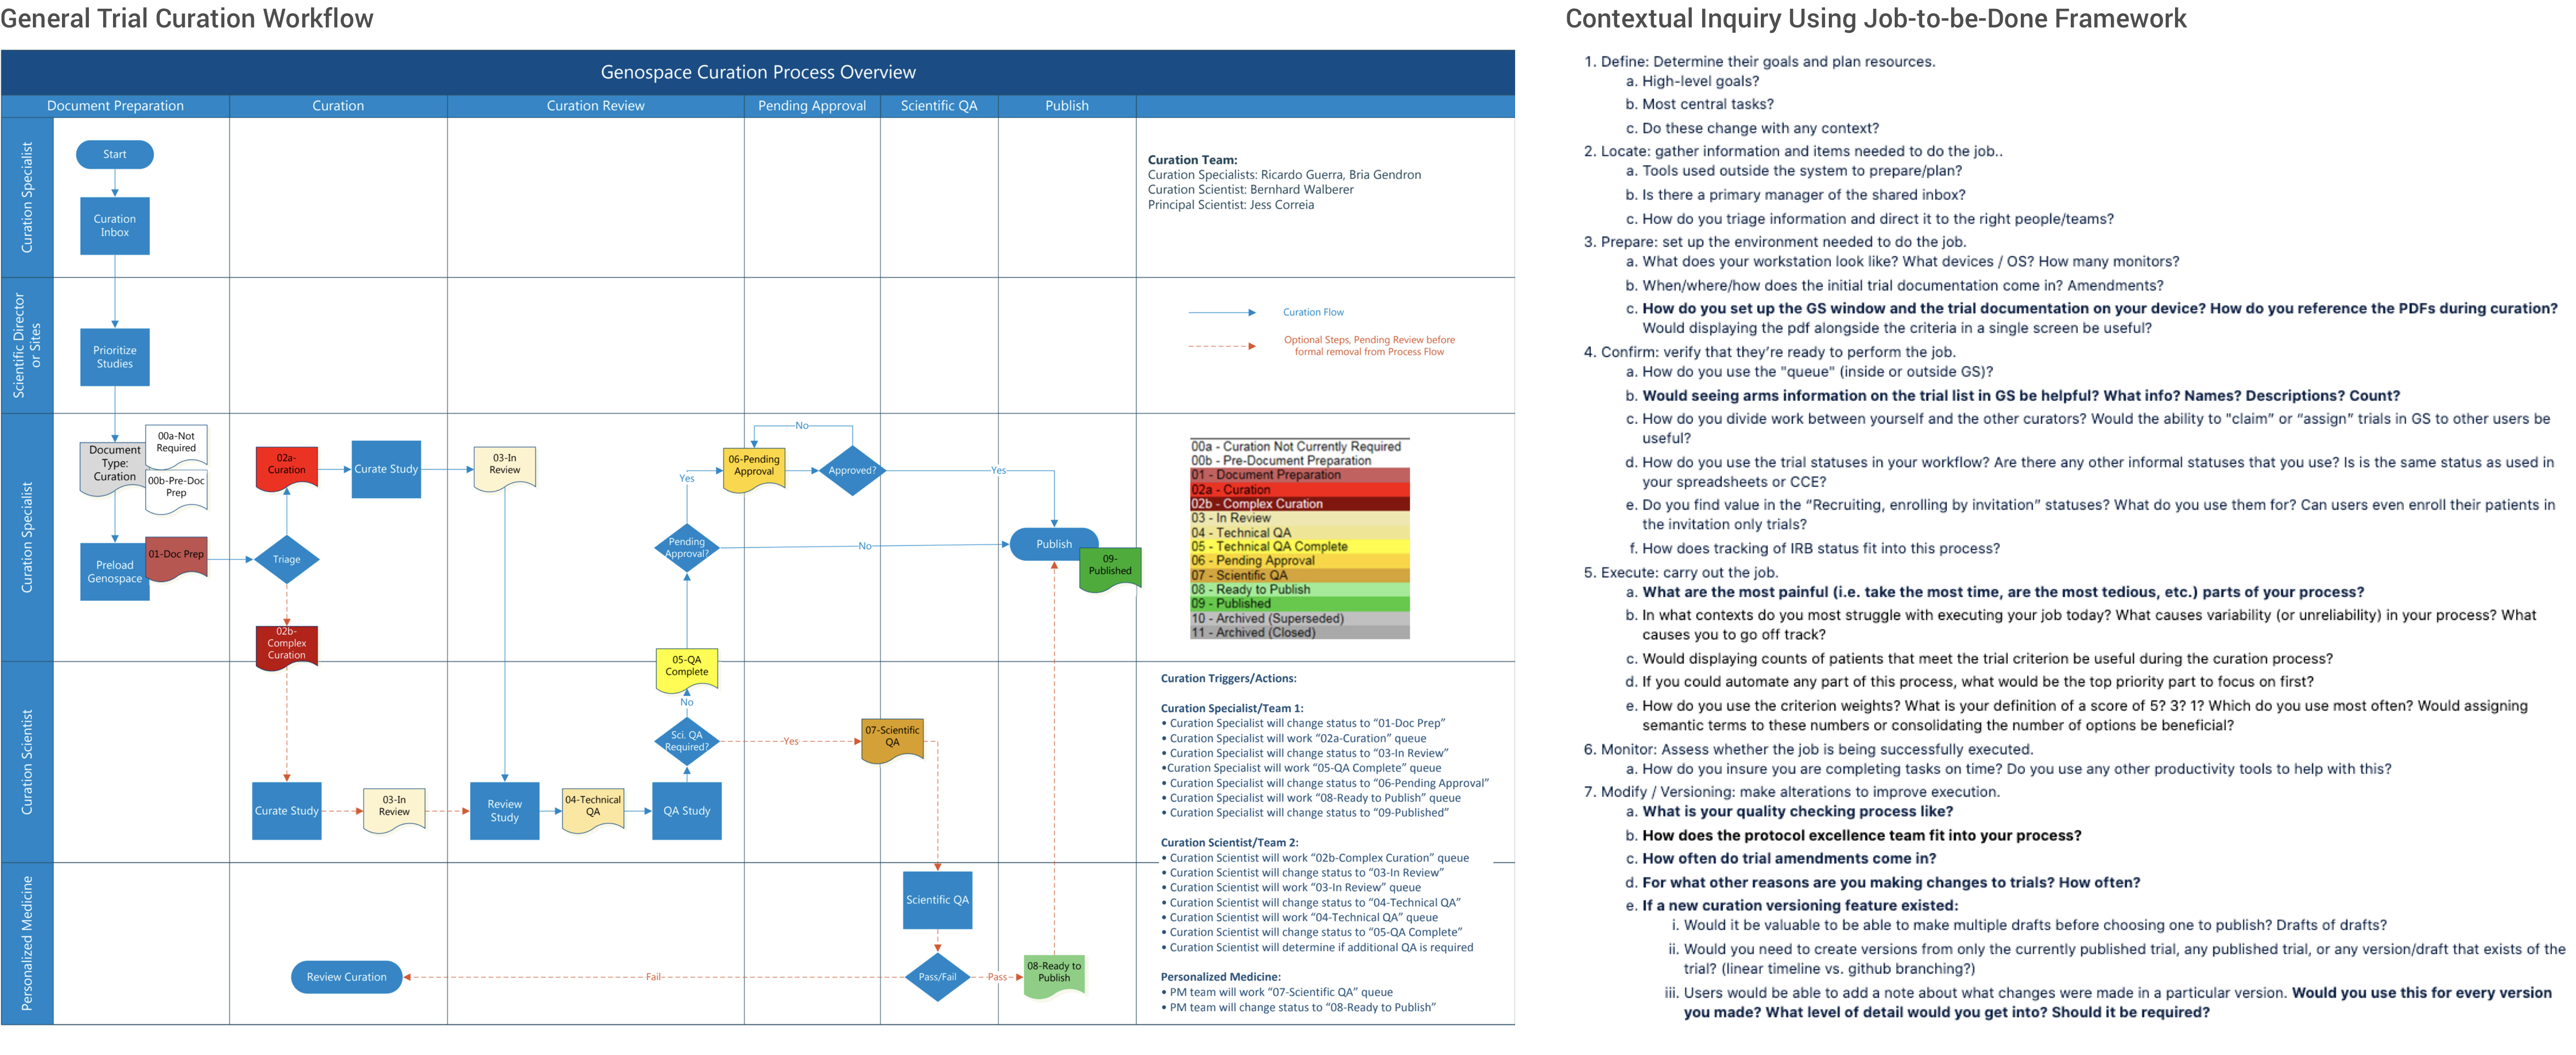 General Trial Curation Workflow
Genospace Curation Process Overview
Document Preparation
Curation
Curation Review
Pending Approval
Scientific QA
Publish
Curation Specialist
Start
Curation
Inbox
Curation Team:
Curation Specialists: Ricardo Guerra, Bria Gendron
Curation Scientist: Bernhard Walberer
Principal Scientist: Jess Correia
Scientific Director
or Sites
Prioritize
Studies
Curation Flow
Optional Steps, Pending Review before
formal removal from Process Flow
Curation Specialist
Document
Type:
Curation
00a-Not
Required
00b-Pre-Doc
Prep
Preload
Genospace
01-Doc Prep
Triage
02a-
Curation
Curate Study
02b-
Complex
Curation
03-In
Review
Yes
Pending
Approval?
No
06-Pending
Approval
No
Approved?
Yes
Publish
09-
Published
05-QA
Complete
00a - Curation Not Currently Required
00b - Pre-Document Preparation
01 - Document Preparation
02a - Curation
02b - Complex Curation
03 - In Review
04 - Technical QA
05 - Technical QA Complete
06 - Pending Approval
07 - Scientific QA
08 - Ready to Publish
09 - Published
10 - Archived (Superseded)
11 - Archived (Closed)
Curation Scientist
No
Sci. QA
Required?
Yes
07-Scientific
QA
Curate Study
03-In
Review
Review
Study
04-Technical
QA
QA Study
Personalized Medicine
Scientific QA
Review Curation
Fail
Pass/Fail
Pass
08-Ready to
Publish
Curation Triggers/Actions:
Curation Specialist/Team 1:
• Curation Specialist will change status to “01-Doc Prep”
• Curation Specialist will work “02a-Curation” queue
• Curation Specialist will change status to “03-In Review”
•Curation Specialist will work “05-QA Complete” queue
• Curation Specialist will change status to “06-Pending Approval”
• Curation Specialist will work “08-Ready to Publish” queue
• Curation Specialist will change status to “09-Published”
Curation Scientist/Team 2:
• Curation Scientist will work “02b-Complex Curation” queue
• Curation Scientist will change status to “03-In Review”
• Curation Scientist will work “03-In Review” queue
• Curation Scientist will change status to “04-Technical QA”
• Curation Scientist will work “04-Technical QA” queue
• Curation Scientist will change status to “05-QA Complete”
• Curation Scientist will determine if additional QA is required
Personalized Medicine:
• PM team will work “07-Scientific QA” queue
• PM team will change status to “08-Ready to Publish”
Contextual Inquiry Using Job-to-be-Done Framework
1. Define: Determine their goals and plan resources.
a. High-level goals?
b. Most central tasks?
c. Do these change with any context?
2. Locate: gather information and items needed to do the job..
a. Tools used outside the system to prepare/plan?
b. Is there a primary manager of the shared inbox?
c. How do you triage information and direct it to the right people/teams?
3. Prepare: set up the environment needed to do the job.
a. What does your workstation look like? What devices / OS? How many monitors?
b. When/where/how does the initial trial documentation come in? Amendments?
c. How do you set up the GS window and the trial documentation on your device? How do you reference the PDFs during curation?
Would displaying the pdf alongside the criteria in a single screen be useful?
4. Confirm: verify that they’re ready to perform the job.
a. How do you use the "queue" (inside or outside GS)?
b. Would seeing arms information on the trial list in GS be helpful? What info? Names? Descriptions? Count?
c. How do you divide work between yourself and the other curators? Would the ability to "claim” or “assign” trials in GS to other users be
useful?
d. How do you use the trial statuses in your workflow? Are there any other informal statuses that you use? Is is the same status as used in
your spreadsheets or CCE?
e. Do you find value in the “Recruiting, enrolling by invitation” statuses? What do you use them for? Can users even enroll their patients in
the invitation only trials?
f. How does tracking of IRB status fit into this process?
5. Execute: carry out the job.
a. What are the most painful (i.e. take the most time, are the most tedious, etc.) parts of your process?
b. In what contexts do you most struggle with executing your job today? What causes variability (or unreliability) in your process? What
causes you to go off track?
c. Would displaying counts of patients that meet the trial criterion be useful during the curation process?
d. If you could automate any part of this process, what would be the top priority part to focus on first?
e. How do you use the criterion weights? What is your definition of a score of 5? 3? 1? Which do you use most often? Would assigning
semantic terms to these numbers or consolidating the number of options be beneficial?
6. Monitor: Assess whether the job is being successfully executed.
a. How do you insure you are completing tasks on time? Do you use any other productivity tools to help with this?
7. Modify / Versioning: make alterations to improve execution.
a. What is your quality checking process like?
b. How does the protocol excellence team fit into your process?
c. How often do trial amendments come in?
d. For what other reasons are you making changes to trials? How often?
e. If a new curation versioning feature existed:
i. Would it be valuable to be able to make multiple drafts before choosing one to publish? Drafts of drafts?
ii. Would you need to create versions from only the currently published trial, any published trial, or any version/draft that exists of the
trial? (linear timeline vs. github branching?)
iii. Users would be able to add a note about what changes were made in a particular version. Would you use this for every version
you made? What level of detail would you get into? Should it be required?